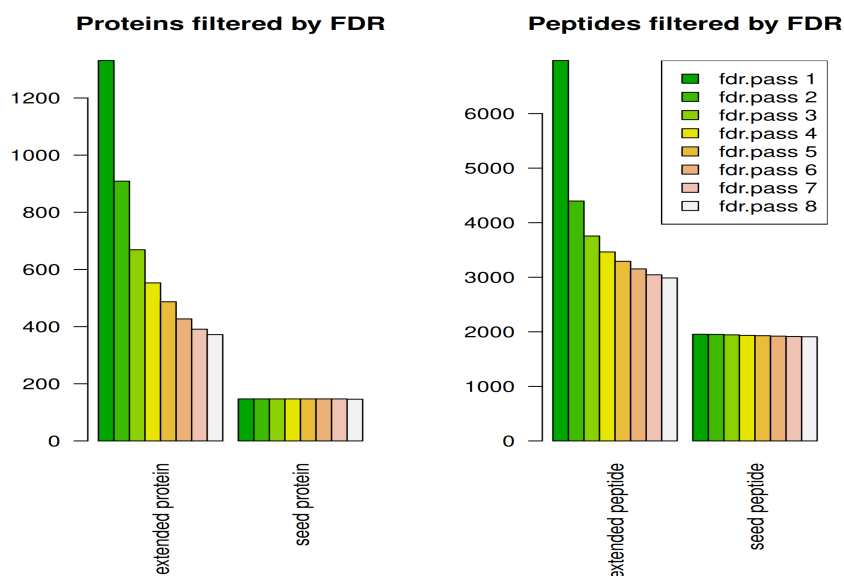 Proteins filtered by FDR
1200
1000
800
600
400
200
0
extended protein
seed protein
Peptides filtered by FDR
fdr.pass 1
fdr.pass 2
fdr.pass 3
fdr.pass 4
fdr.pass 5
fdr.pass 6
fdr.pass 7
fdr.pass 8
6000
5000
4000
3000
2000
1000
0
extended peptide
seed peptide